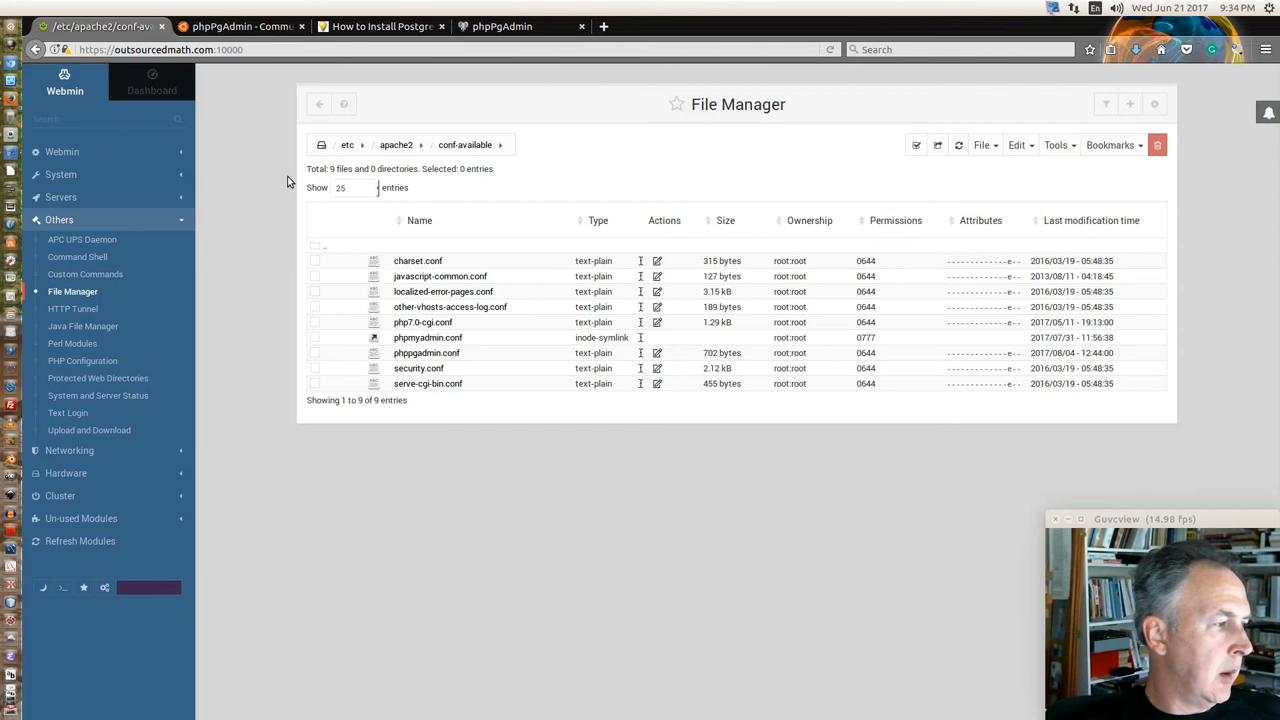 En
Wed Jun 21 2017
9:34 PM
/etc/apache2/conf-ava
phpPgAdmin - Commu
How to Install Postgre
phpPgAdmin
https://outsourcedmath.com:10000
Search
Webmin
Dashboard
Search
Webmin
System
Servers
Others
APC UPS Daemon
Command Shell
Custom Commands
File Manager
HTTP Tunnel
Java File Manager
Perl Modules
PHP Configuration
Protected Web Directories
System and Server Status
Text Login
Upload and Download
Networking
Hardware
Cluster
Un-used Modules
Refresh Modules
File Manager
/ etc / apache2 / conf-available
File Edit Tools Bookmarks
Total: 9 files and 0 directories. Selected: 0 entries
Show 25 entries
Name Type Actions Size Ownership Permissions Attributes Last modification time
..
charset.conf text-plain 315 bytes root:root 0644 -------------e-- 2016/03/19 - 05:48:35
javascript-common.conf text-plain 127 bytes root:root 0644 -------------e-- 2013/08/11 - 04:18:45
localized-error-pages.conf text-plain 3.15 kB root:root 0644 -------------e-- 2016/03/19 - 05:48:35
other-vhosts-access-log.conf text-plain 189 bytes root:root 0644 -------------e-- 2016/03/19 - 05:48:35
php7.0-cgi.conf text-plain 1.29 kB root:root 0644 -------------e-- 2017/05/11 - 19:13:00
phpmyadmin.conf inode-symlink root:root 0777 2017/07/31 - 11:56:38
phppgadmin.conf text-plain 702 bytes root:root 0644 -------------e-- 2017/08/04 - 12:44:00
security.conf text-plain 2.12 kB root:root 0644 -------------e-- 2016/03/19 - 05:48:35
serve-cgi-bin.conf text-plain 455 bytes root:root 0644 -------------e-- 2016/03/19 - 05:48:35
Showing 1 to 9 of 9 entries
Guvcview (14.98 fps)